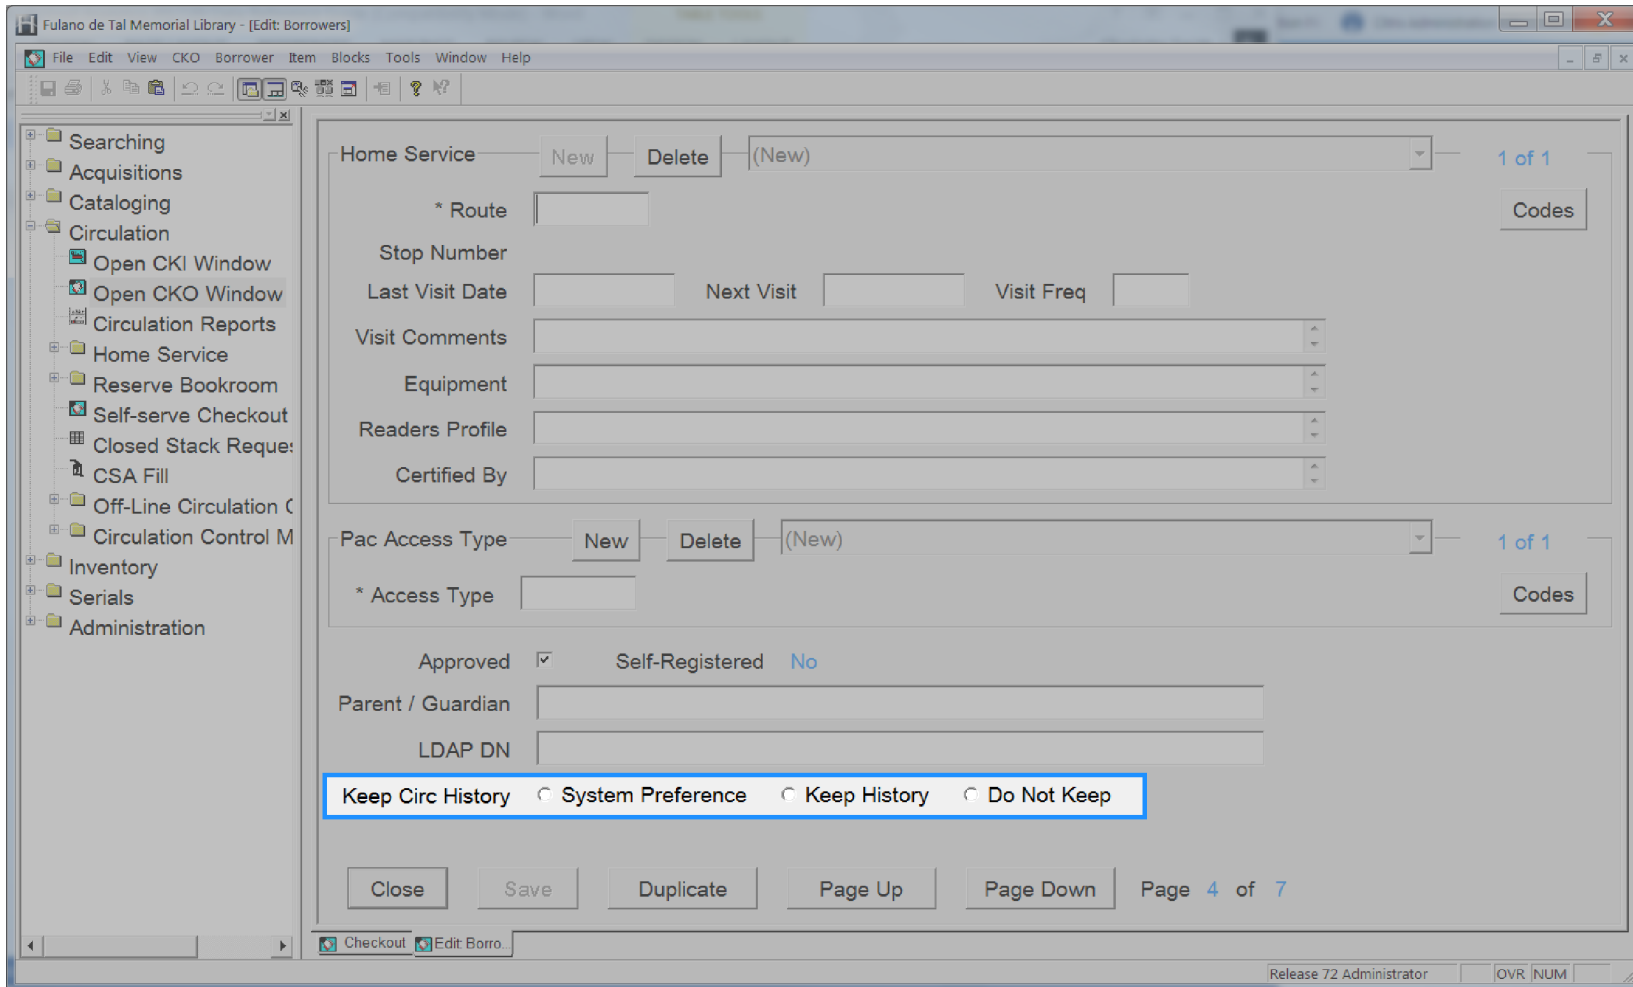 Fulano de Tal Memorial Library - [Edit: Borrowers]
File Edit View CKO Borrower Item Blocks Tools Window Help
Searching
Acquisitions
Cataloging
Circulation
Open CKI Window
Open CKO Window
Circulation Reports
Home Service
Reserve Bookroom
Self-serve Checkout
Closed Stack Reques
CSA Fill
Off-Line Circulation C
Circulation Control M
Inventory
Serials
Administration
Home Service New Delete (New) 1 of 1
* Route Codes
Stop Number
Last Visit Date Next Visit Visit Freq
Visit Comments
Equipment
Readers Profile
Certified By
Pac Access Type New Delete (New) 1 of 1
* Access Type Codes
Approved Self-Registered No
Parent / Guardian
LDAP DN
Keep Circ History System Preference Keep History Do Not Keep
Close Save Duplicate Page Up Page Down Page 4 of 7
Checkout Edit: Borro...
Release 72 Administrator OVR NUM